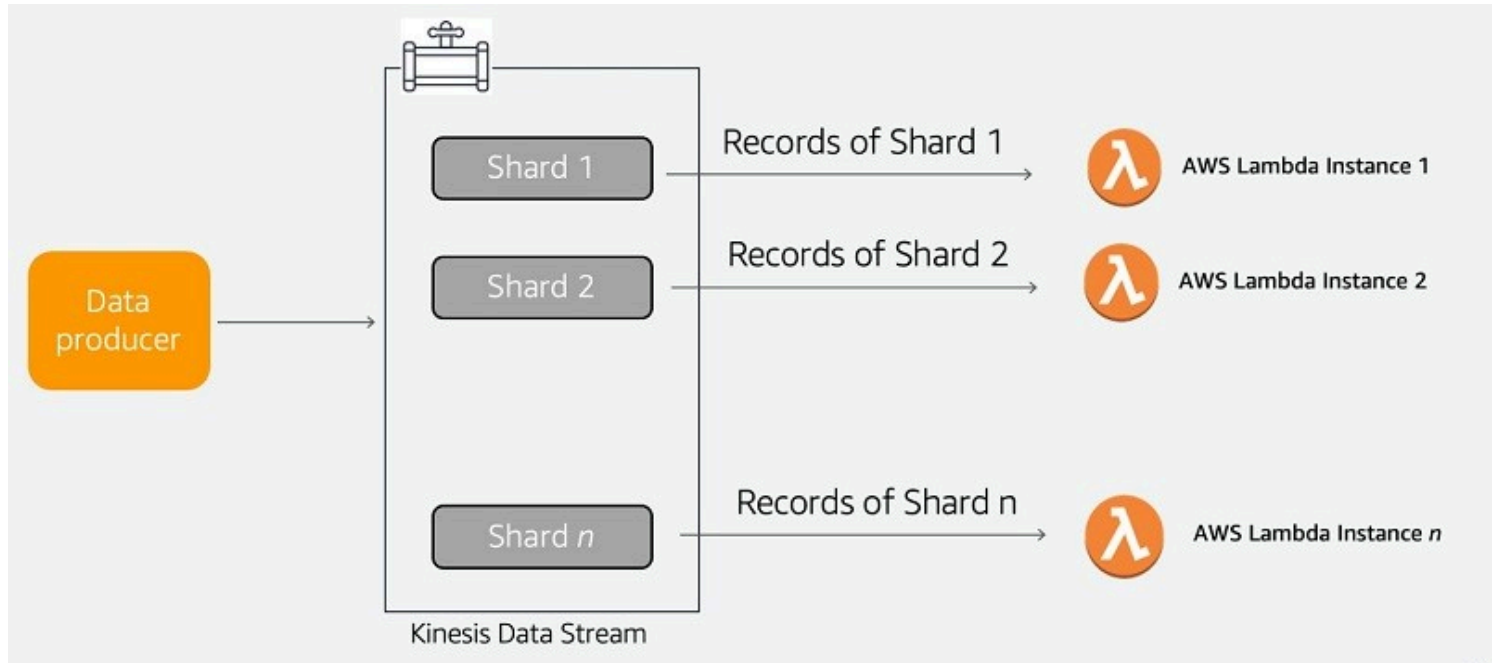 Data
producer
Shard 1
Records of Shard 1
AWS Lambda Instance 1
Shard 2
Records of Shard 2
AWS Lambda Instance 2
Shard n
Records of Shard n
AWS Lambda Instance n
Kinesis Data Stream